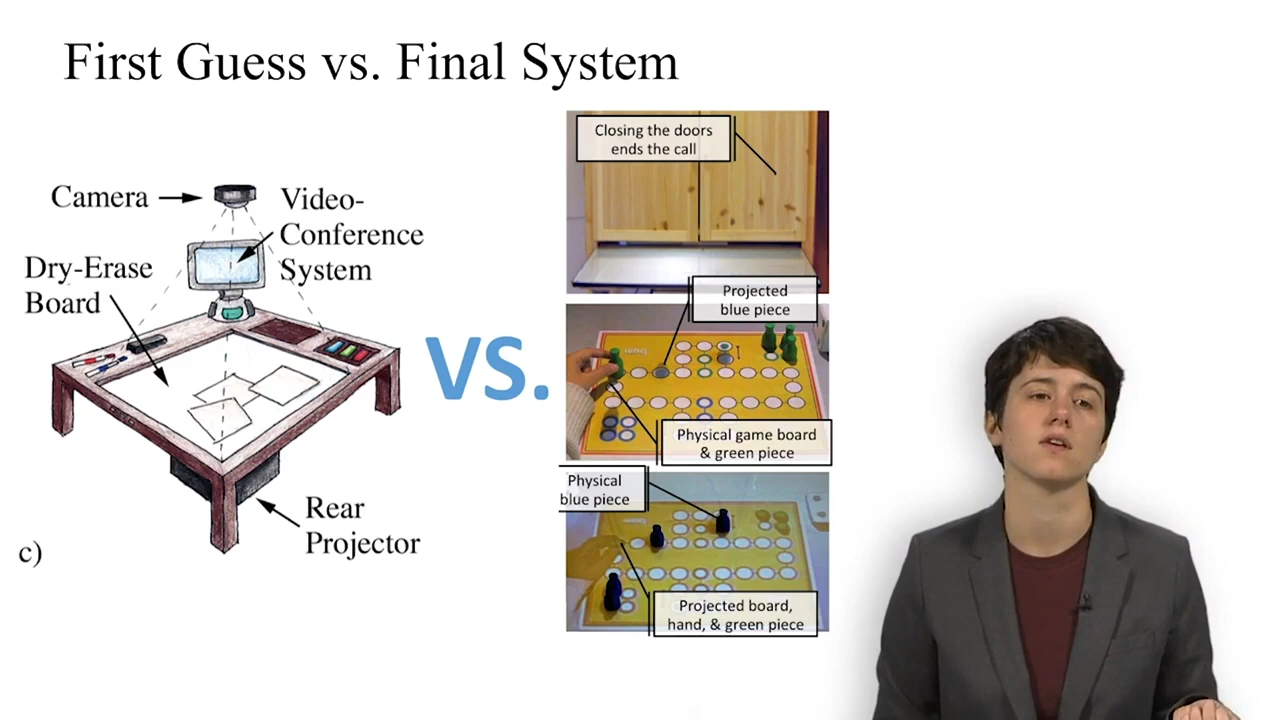 First Guess vs. Final System
Camera
Video-
Conference
System
Dry-Erase
Board
Rear
Projector
c)
VS.
Closing the doors
ends the call
Projected
blue piece
Physical game board
& green piece
Physical
blue piece
Projected board,
hand, & green piece